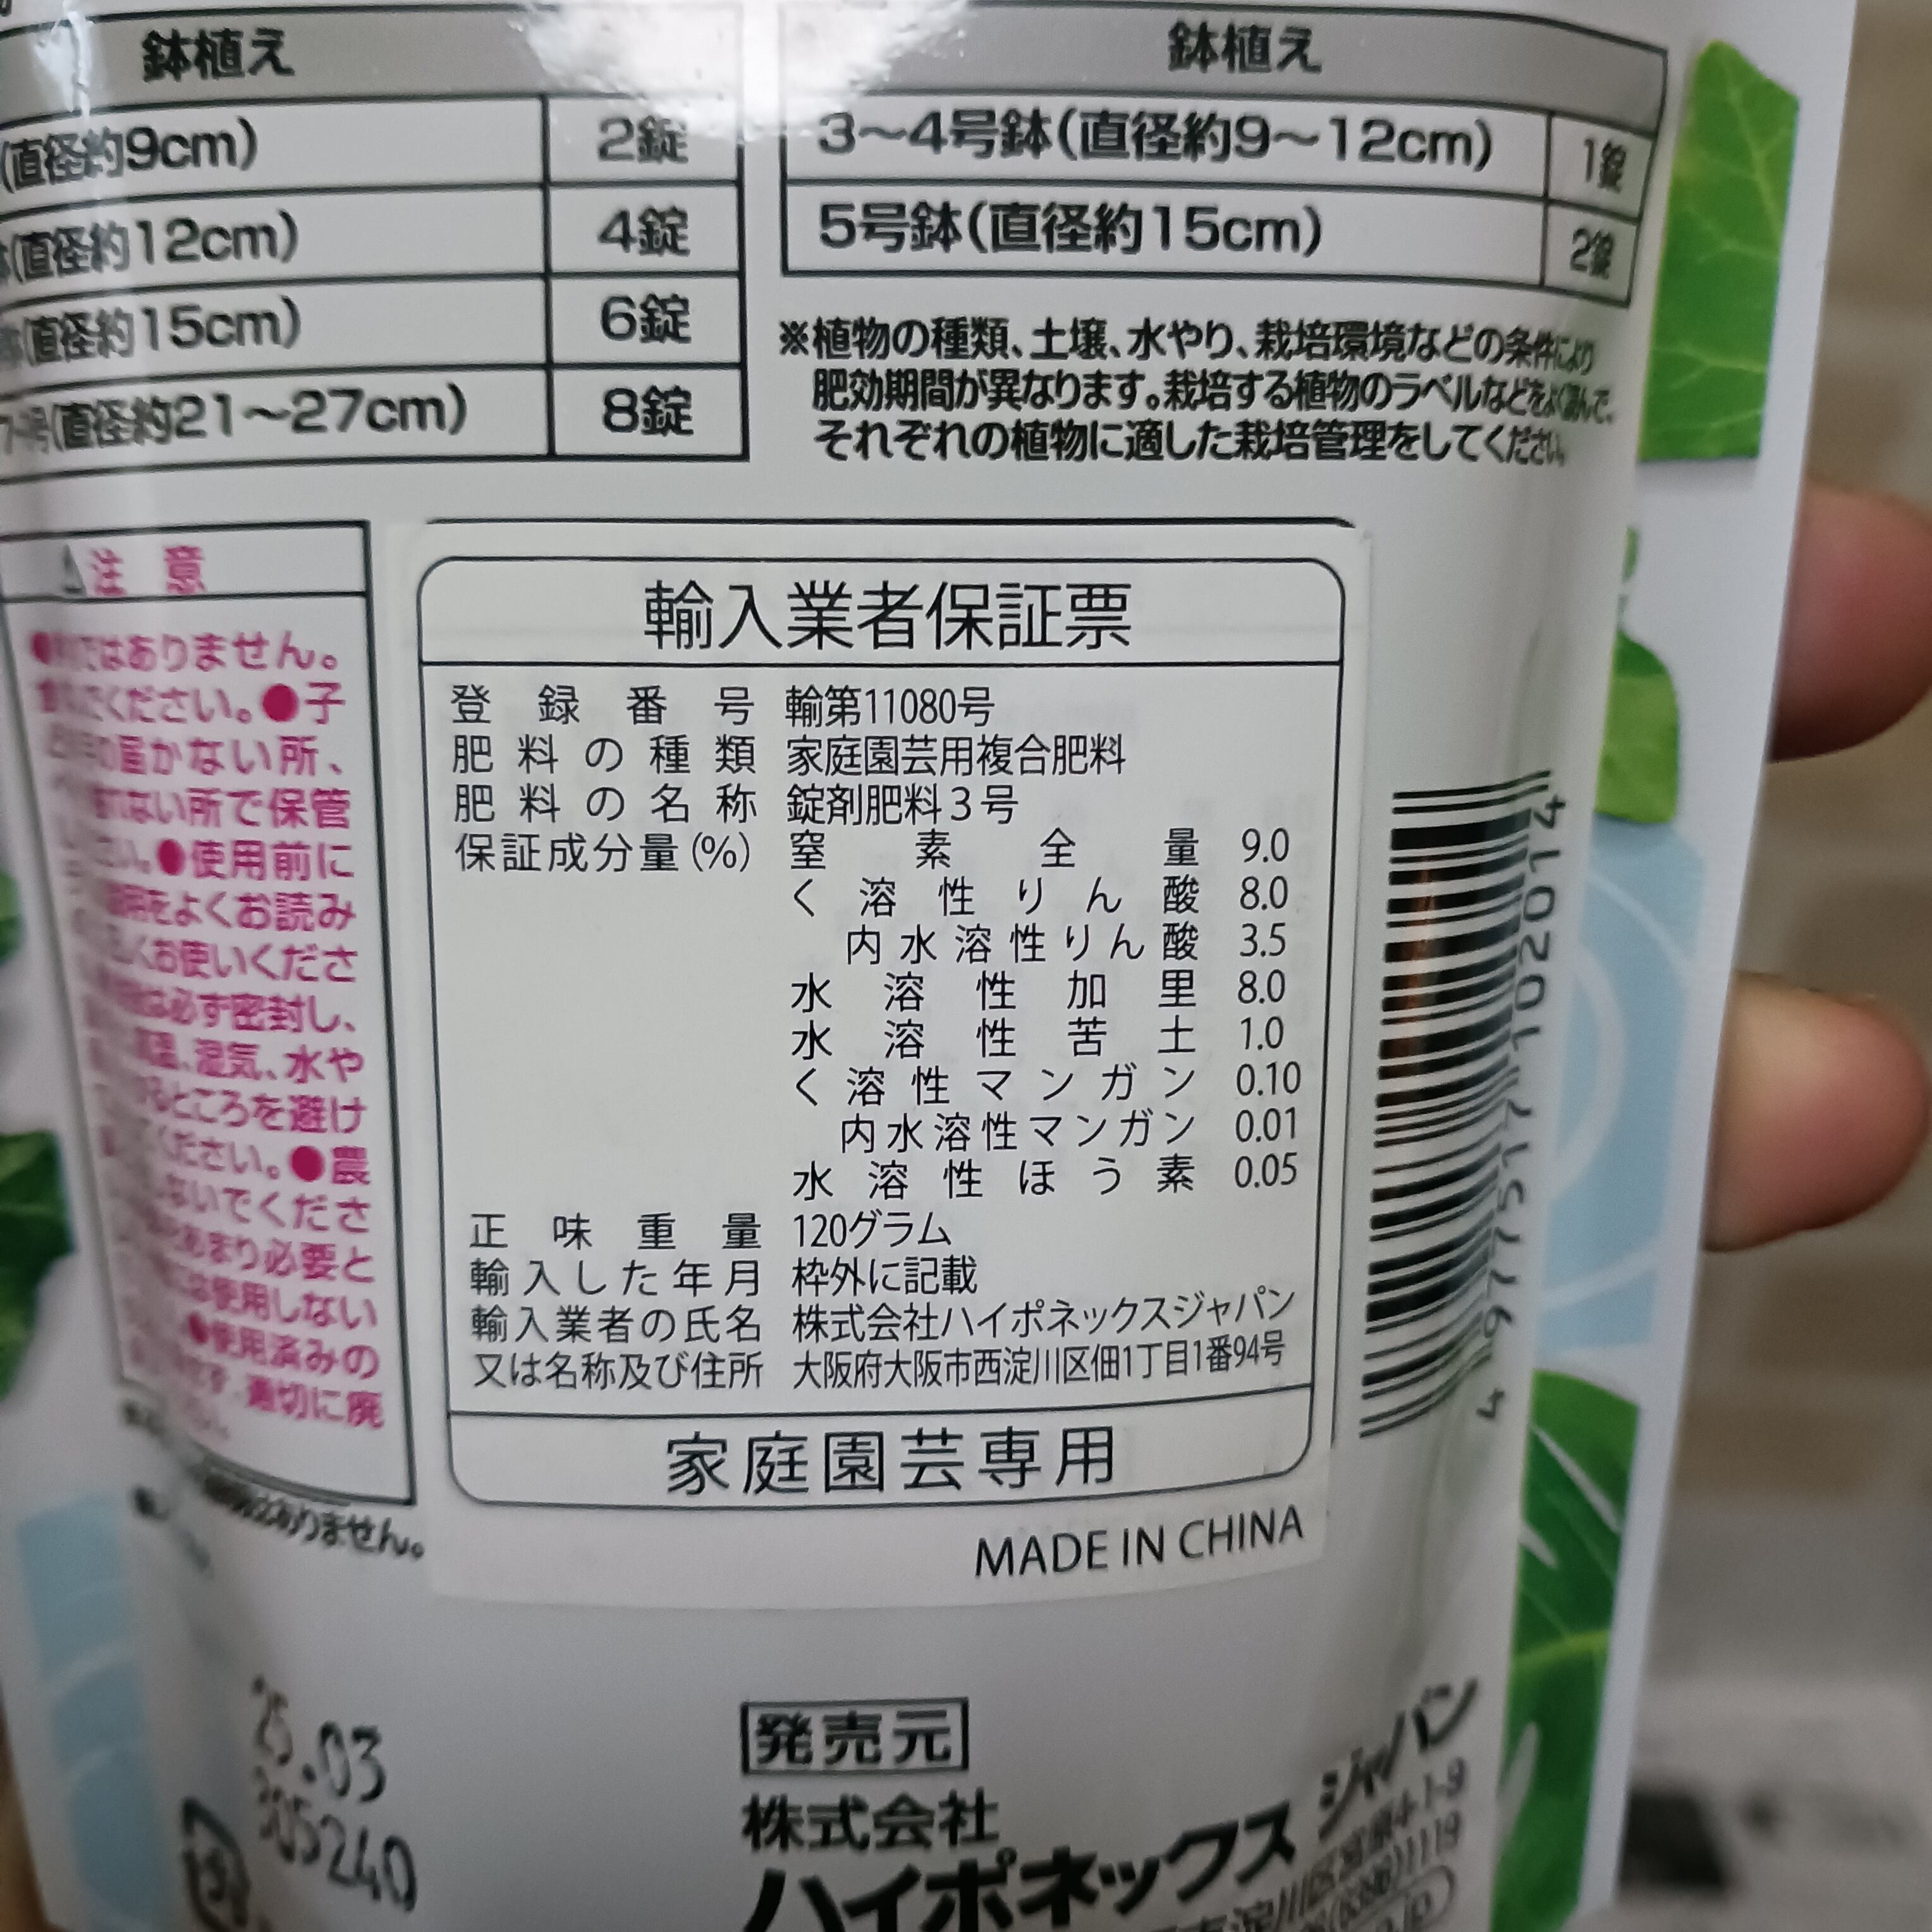 鉢植え
(直径約9cm) 2錠
(直径約12cm) 4錠
(直径約15cm) 6錠
(直径約21～27cm) 8錠
鉢植え
3～4号鉢(直径約9～12cm) 1錠
5号鉢(直径約15cm) 2錠
※植物の種類、土壌、水やり、栽培環境などの条件により
肥効期間が異なります。栽培する植物のラベルなどをよく読んで、
それぞれの植物に適した栽培管理をしてください。
⚠注意
ではありません。
ください。●子
届かない所、
ない所で保管
●使用前に
をよくお読み
お使いくださ
は必ず密封し、
湿気、水や
ところを避け
ください。●農
ないでくださ
あまり必要と
は使用しない
●使用済みの
適切に廃
ありません。
輸入業者保証票
登録番号 輸第11080号
肥料の種類 家庭園芸用複合肥料
肥料の名称 錠剤肥料3号
保証成分量(%) 窒素全量 9.0
く溶性りん酸 8.0
内水溶性りん酸 3.5
水溶性加里 8.0
水溶性苦土 1.0
く溶性マンガン 0.10
内水溶性マンガン 0.01
水溶性ほう素 0.05
正味重量 120グラム
輸入した年月 枠外に記載
輸入業者の氏名 株式会社ハイポネックスジャパン
又は名称及び住所 大阪府大阪市西淀川区佃1丁目1番94号
家庭園芸専用
MADE IN CHINA
4 977517 102014
25.03
305240
発売元
株式会社
ハイポネックス ジャパン